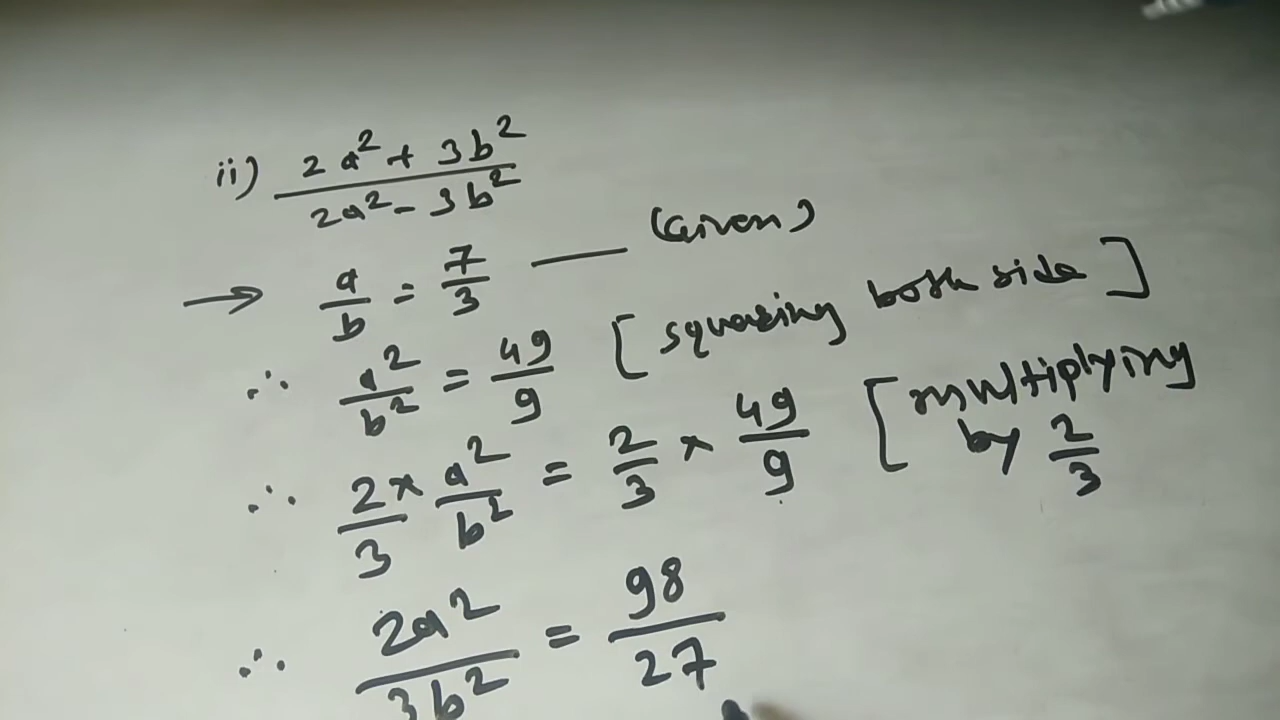 ii) (2a² + 3b²)/(2a² - 3b²)
→ a/b = 7/3 — (Given)
∴ a²/b² = 49/9 [squaring both side]
∴ 2/3 × a²/b² = 2/3 × 49/9 [multiplying by 2/3
∴ 2a²/3b² = 98/27